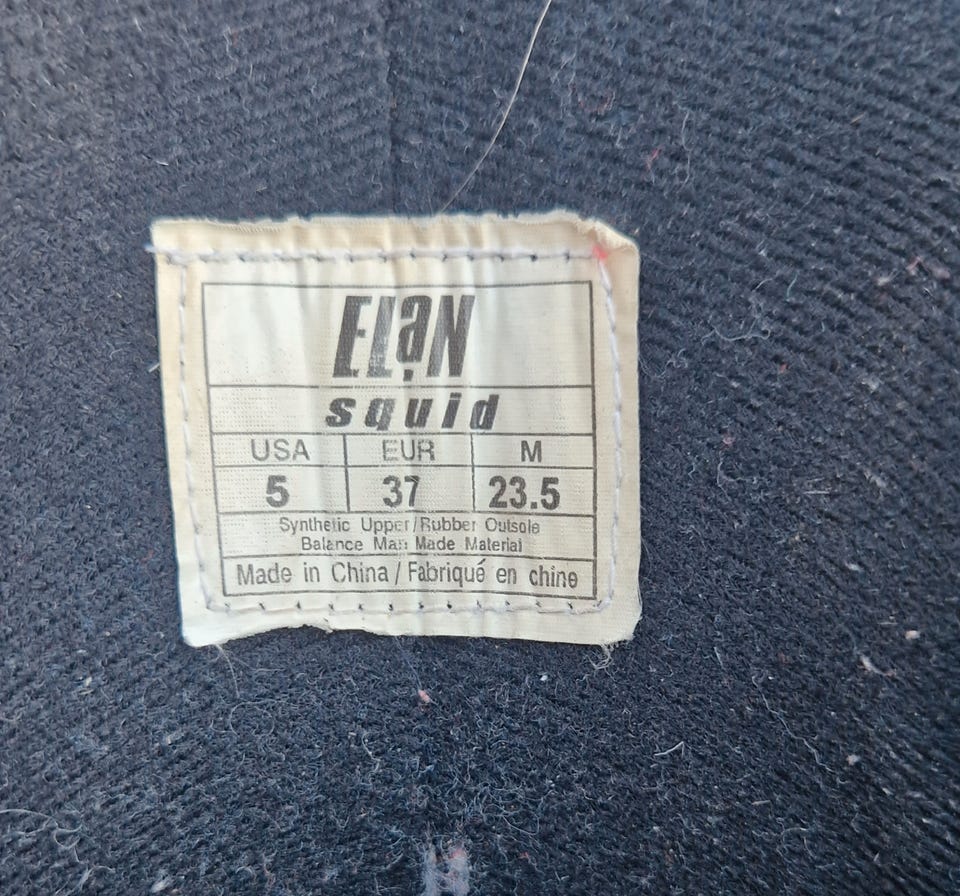 ELaN
squid
USA EUR M
5 37 23.5
Synthetic Upper/Rubber Outsole
Balance Man Made Material
Made in China / Fabriqué en chine